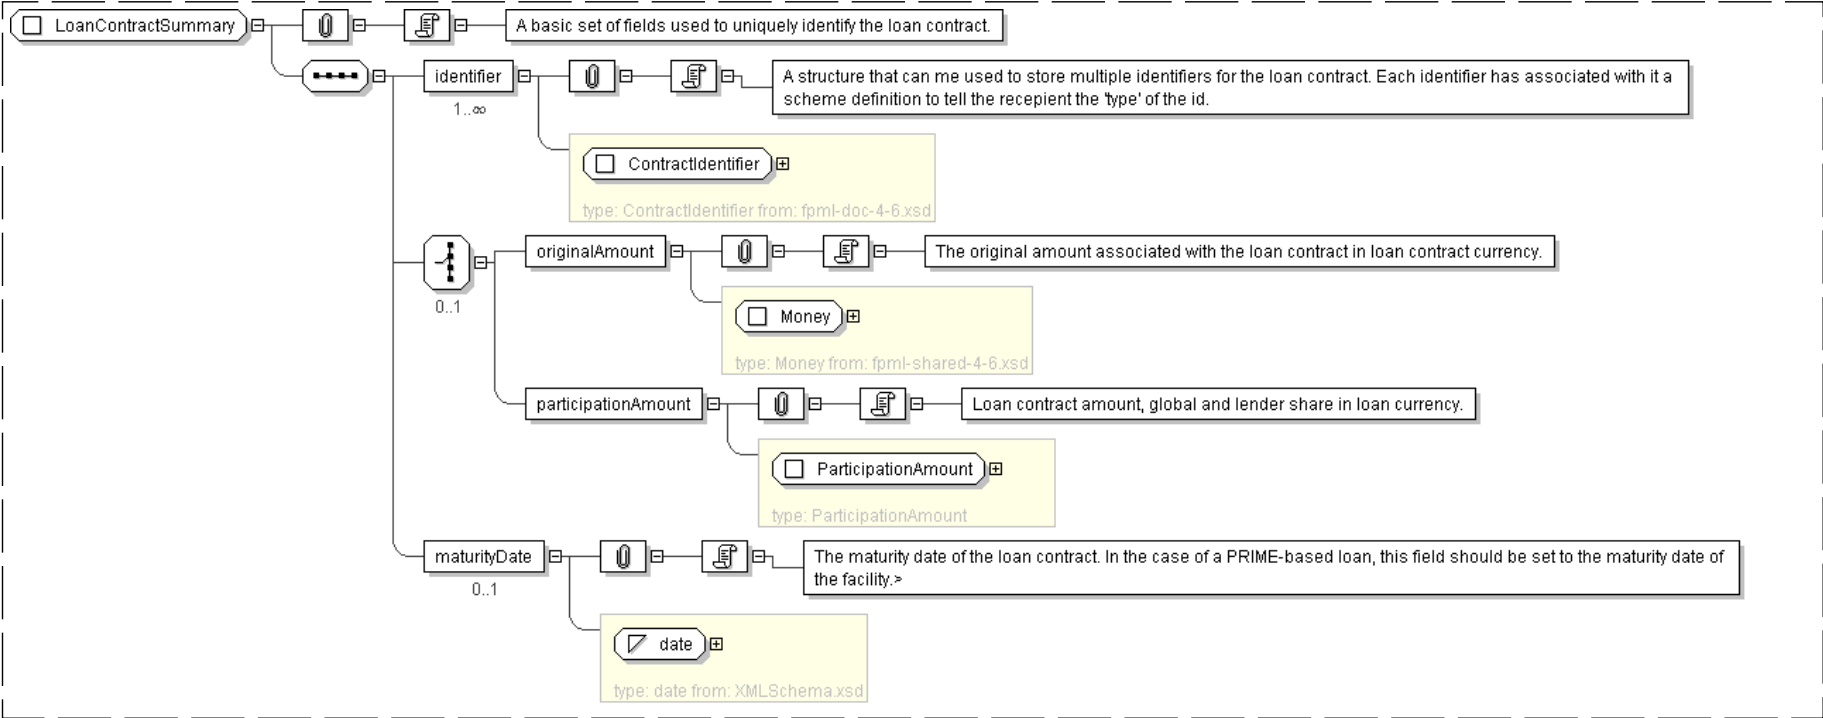 LoanContractSummary
A basic set of fields used to uniquely identify the loan contract.
identifier
1..∞
A structure that can me used to store multiple identifiers for the loan contract. Each identifier has associated with it a
scheme definition to tell the recepient the 'type' of the id.
ContractIdentifier
type: ContractIdentifier from: fpml-doc-4-6.xsd
0..1
originalAmount
The original amount associated with the loan contract in loan contract currency.
Money
type: Money from: fpml-shared-4-6.xsd
participationAmount
Loan contract amount, global and lender share in loan currency.
ParticipationAmount
type: ParticipationAmount
maturityDate
0..1
The maturity date of the loan contract. In the case of a PRIME-based loan, this field should be set to the maturity date of
the facility.>
date
type: date from: XMLSchema.xsd